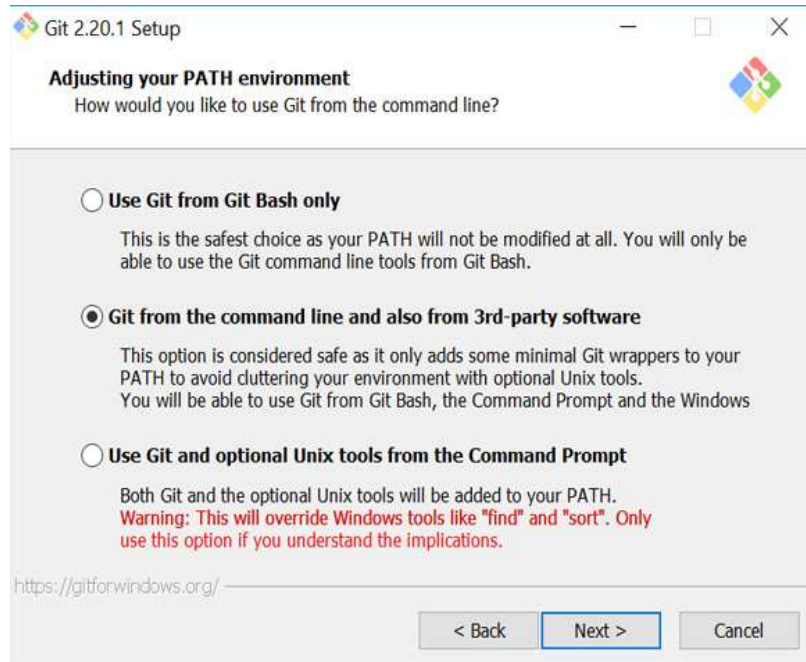 Git 2.20.1 Setup
Adjusting your PATH environment
How would you like to use Git from the command line?
Use Git from Git Bash only
This is the safest choice as your PATH will not be modified at all. You will only be
able to use the Git command line tools from Git Bash.
Git from the command line and also from 3rd-party software
This option is considered safe as it only adds some minimal Git wrappers to your
PATH to avoid cluttering your environment with optional Unix tools.
You will be able to use Git from Git Bash, the Command Prompt and the Windows
Use Git and optional Unix tools from the Command Prompt
Both Git and the optional Unix tools will be added to your PATH.
Warning: This will override Windows tools like "find" and "sort". Only
use this option if you understand the implications.
https://gitforwindows.org/
< Back Next > Cancel